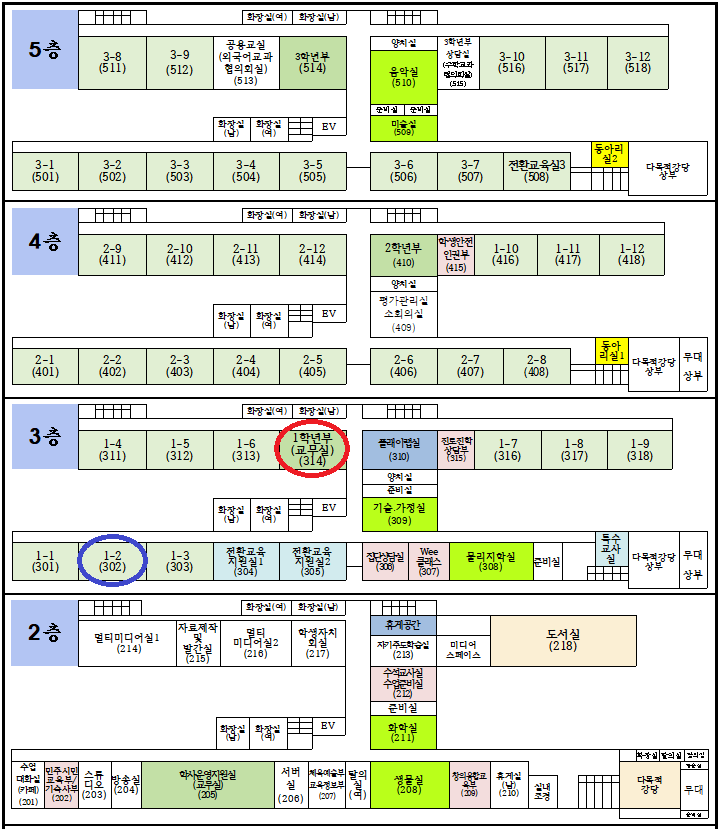 화장실(여) 화장실(남)
5층
3-8
(511)
3-9
(512)
공용교실
(외국어교과
협의회실)
(513)
3학년부
(514)
양치실
음악실
(510)
준비실 준비실
미술실
(509)
3학년부
상담실
(수학교과
협의회실)
(515)
3-10
(516)
3-11
(517)
3-12
(518)
화장실
(남)
화장실
(여)
EV
3-1
(501)
3-2
(502)
3-3
(503)
3-4
(504)
3-5
(505)
3-6
(506)
3-7
(507)
전환교육실3
(508)
동아리
실2
다목적강당
상부
화장실(여) 화장실(남)
4층
2-9
(411)
2-10
(412)
2-11
(413)
2-12
(414)
2학년부
(410)
학생안전
인권부
(415)
1-10
(416)
1-11
(417)
1-12
(418)
양치실
평가관리실
소회의실
(409)
화장실
(남)
화장실
(여)
EV
2-1
(401)
2-2
(402)
2-3
(403)
2-4
(404)
2-5
(405)
2-6
(406)
2-7
(407)
2-8
(408)
동아
리실1
다목적강당
상부
무대
상부
화장실(여) 화장실(남)
3층
1-4
(311)
1-5
(312)
1-6
(313)
1학년부
(교무실)
(314)
플레이랩실
(310)
진로진학
상담부
(315)
1-7
(316)
1-8
(317)
1-9
(318)
양치실
준비실
기술.가정실
(309)
화장실
(남)
화장실
(여)
EV
1-1
(301)
1-2
(302)
1-3
(303)
전환교육
지원실1
(304)
전환교육
지원실2
(305)
집단상담실
(306)
Wee
클래스
(307)
물리지학실
(308)
준비실
특수
교사
실
다목적강당
상부
무대
상부
화장실(여) 화장실(남)
2층
멀티미디어실1
(214)
자료제작
및
발간실
(215)
멀티
미디어실2
(216)
학생자치
회실
(217)
휴게공간
자기주도학습실
(213)
미디어
스페이스
도서실
(218)
수석교사실
수업준비실
(212)
준비실
화학실
(211)
화장실
(남)
화장실
(여)
EV
수업
대화실
(카페)
(201)
민주시민
교육부/
기숙사부
(202)
스튜
디오
(203)
방송실
(204)
학사운영지원실
(교무실)
(205)
서버
실
(206)
체육예술부
교육정보부
(207)
탈의
실
(여)
생물실
(208)
창의융합교
육부
(209)
휴게실
(남)
(210)
실내
조경
화장실 탈의실
다목적
강당
무대